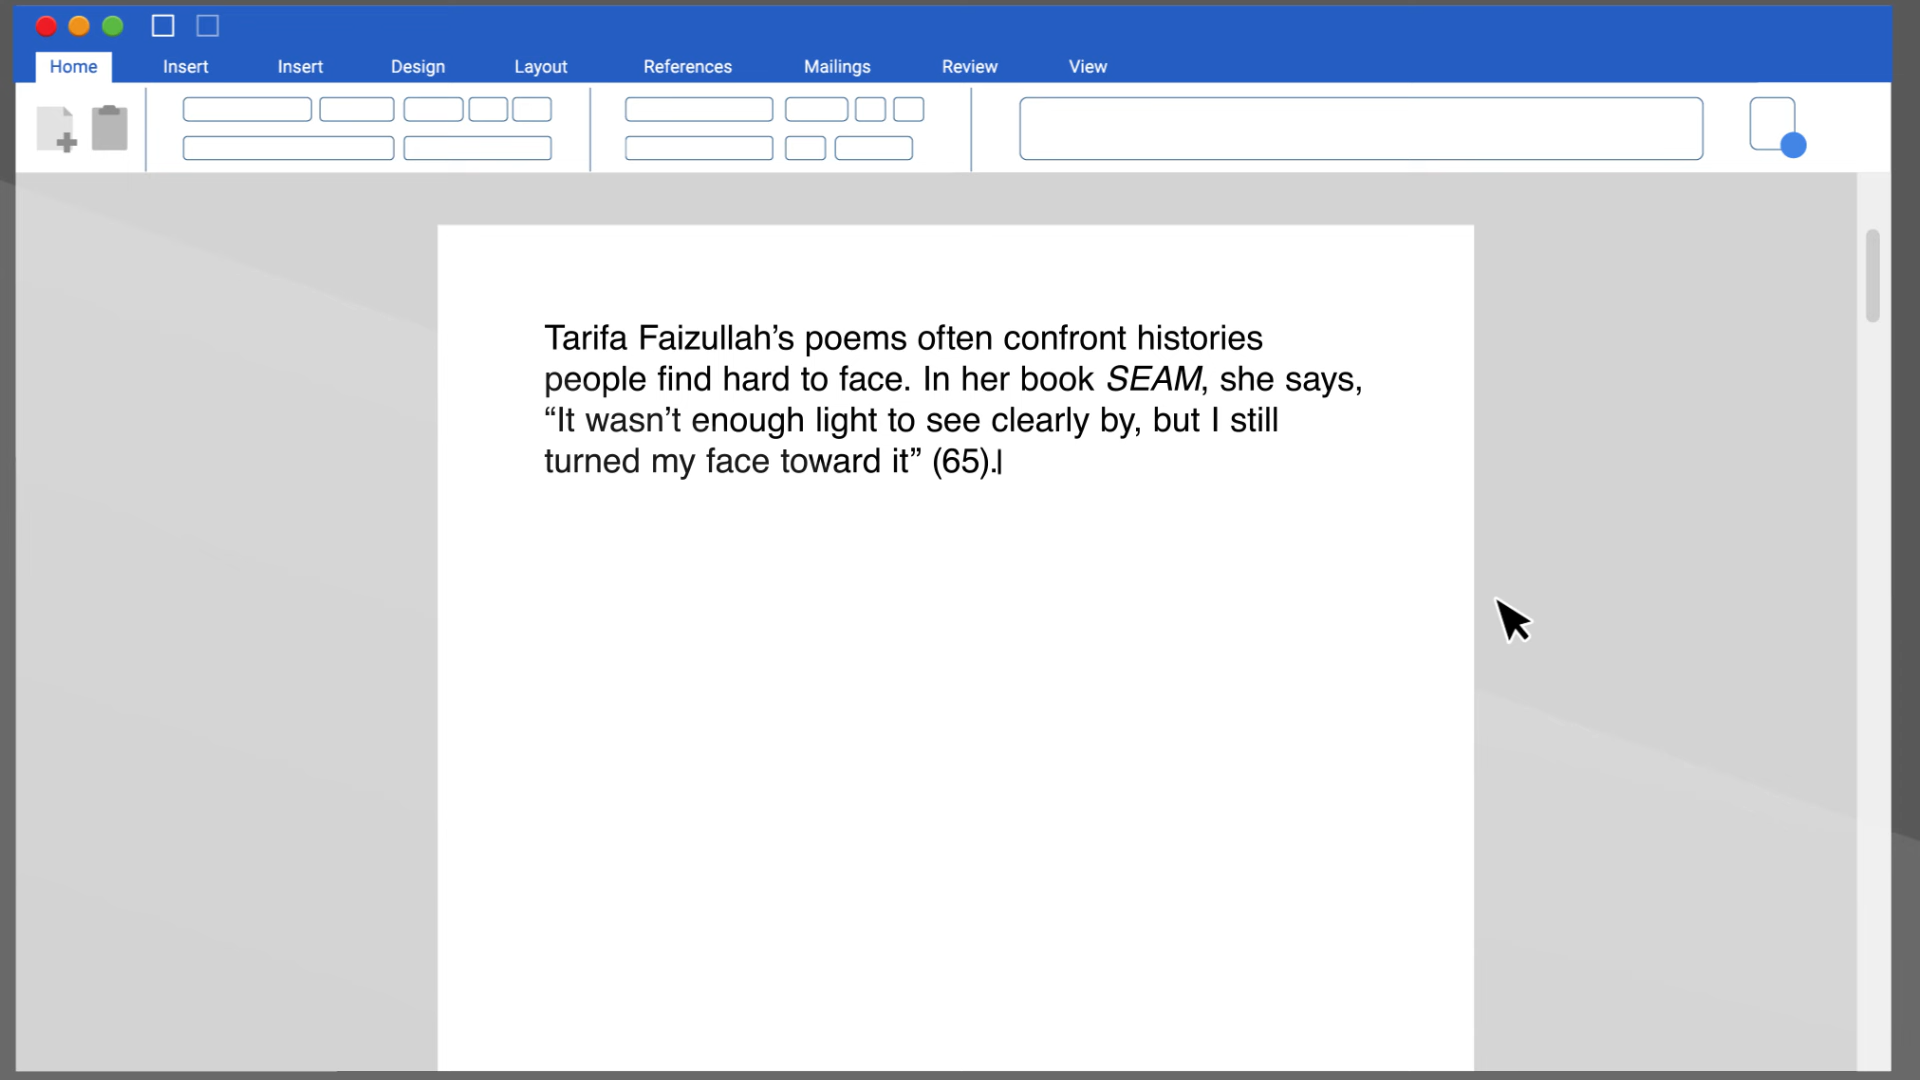 Home Insert Insert Design Layout References Mailings Review View
Tarifa Faizullah’s poems often confront histories
people find hard to face. In her book SEAM, she says,
“It wasn’t enough light to see clearly by, but I still
turned my face toward it” (65).